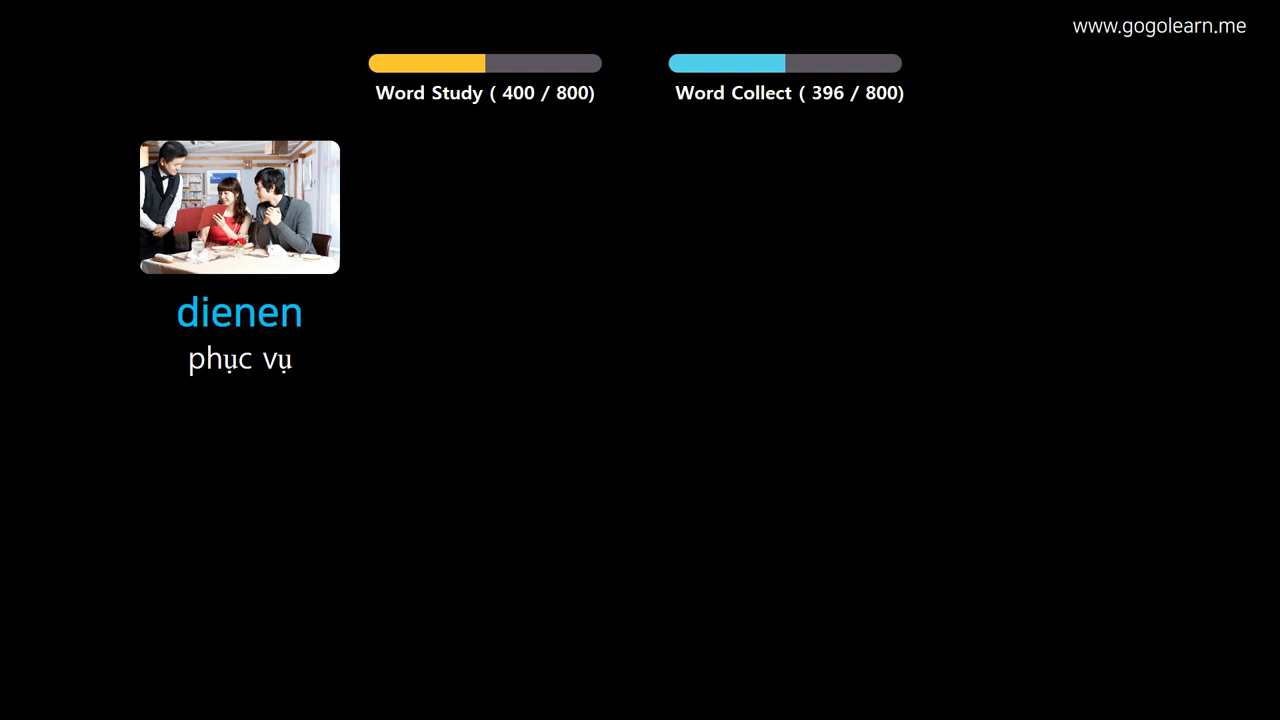 www.gogolearn.me
Word Study ( 400 / 800)
Word Collect ( 396 / 800)
dienen
phục vụ